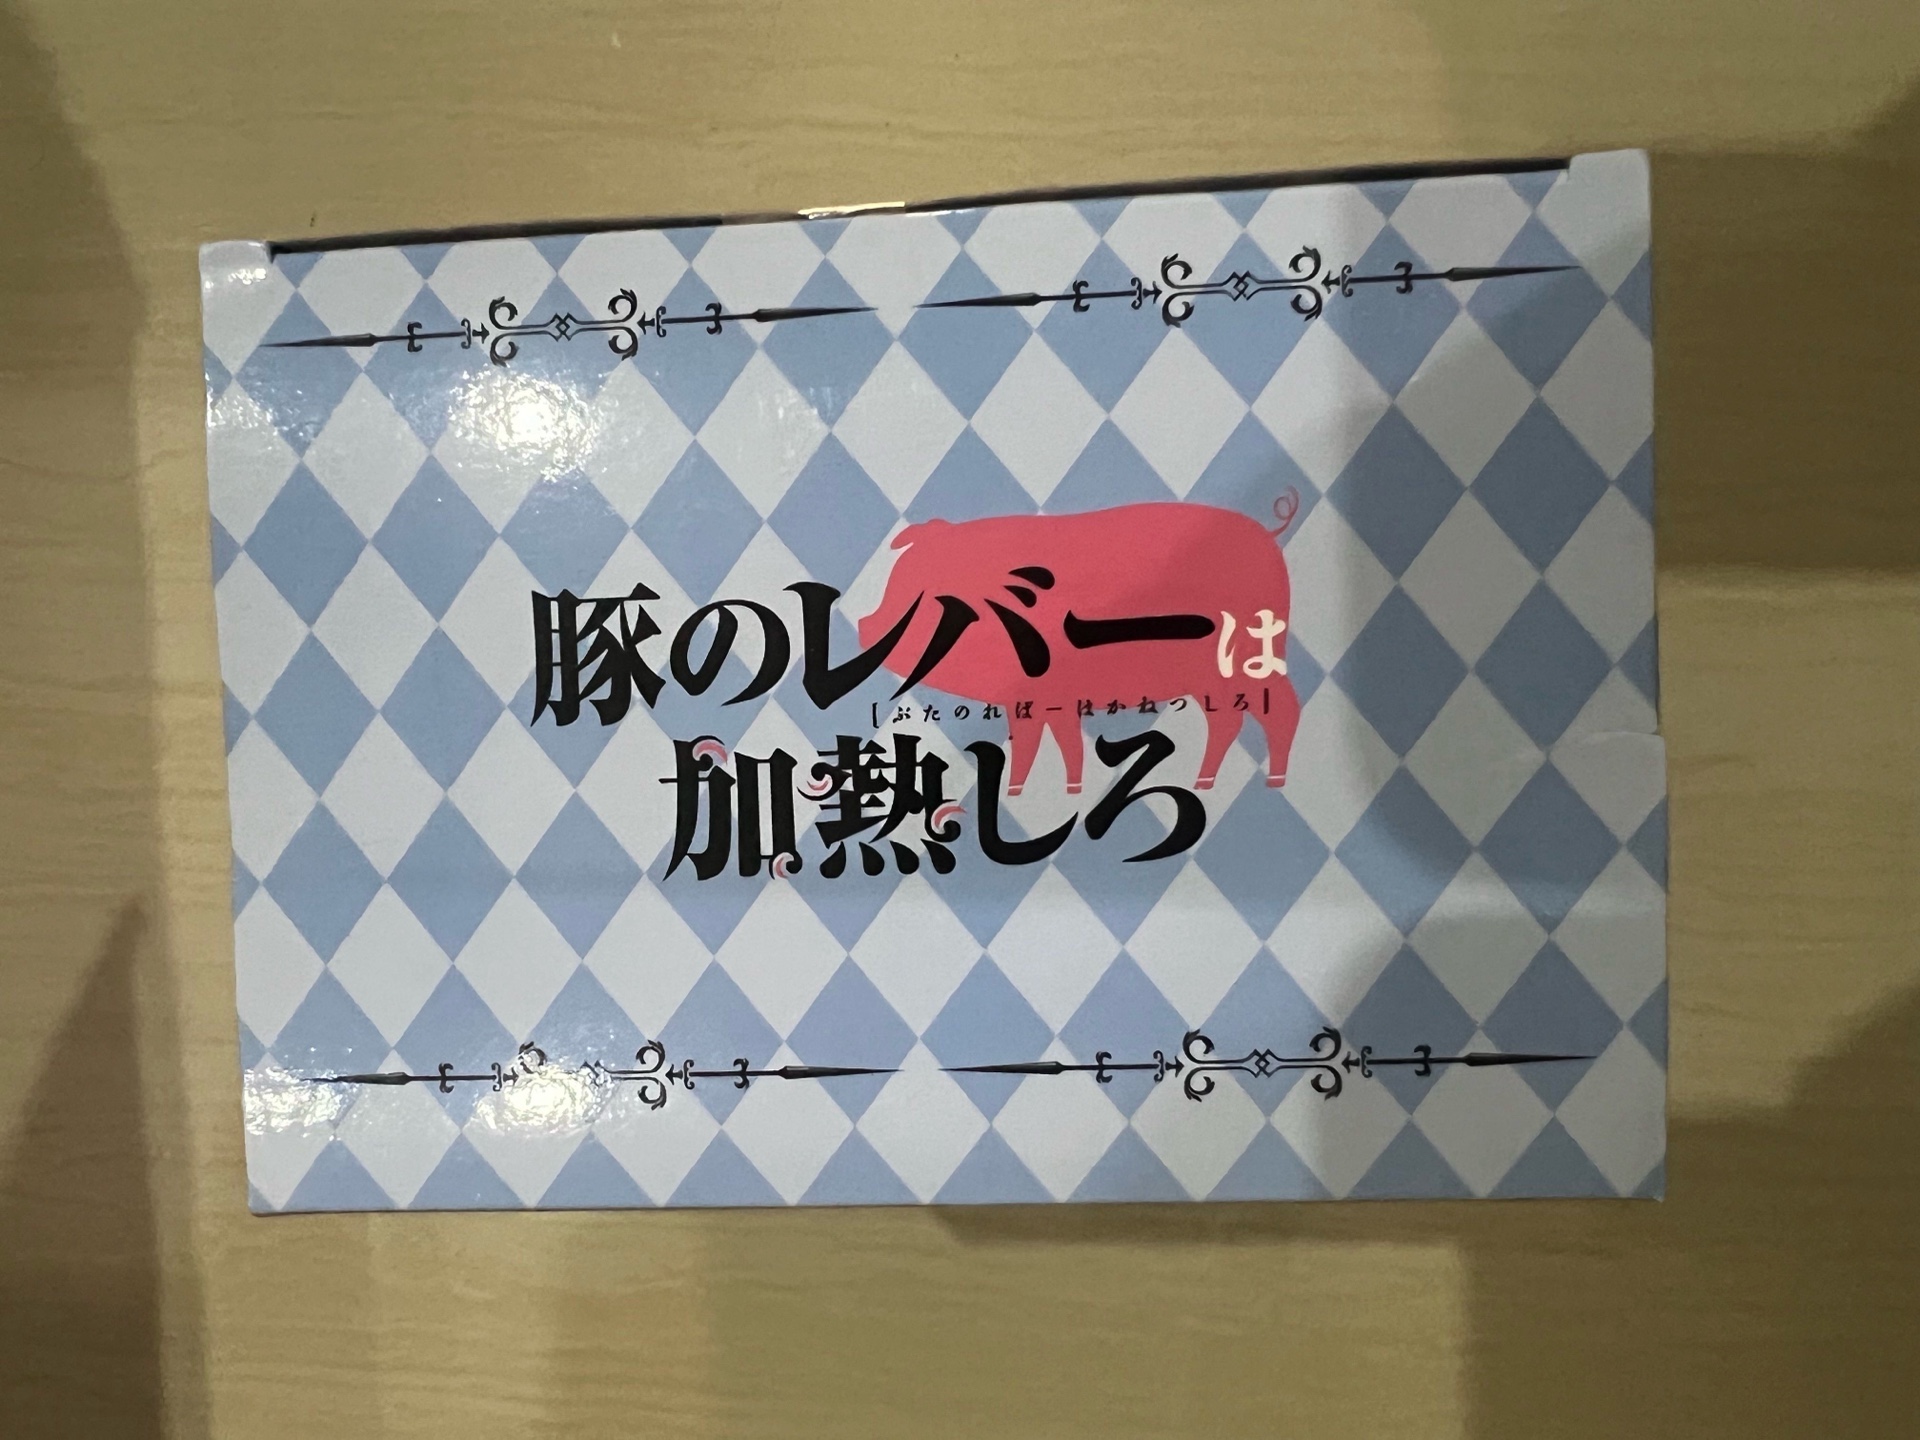 豚のレバーは
[ぶたのればーはかねつしろ]
加熱しろ